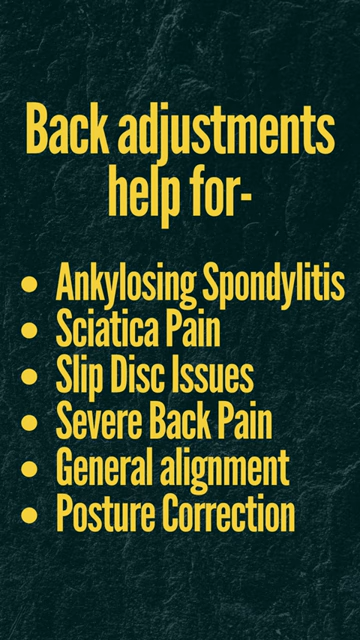 Back adjustments
help for-
• Ankylosing Spondylitis
• Sciatica Pain
• Slip Disc Issues
• Severe Back Pain
• General alignment
• Posture Correction